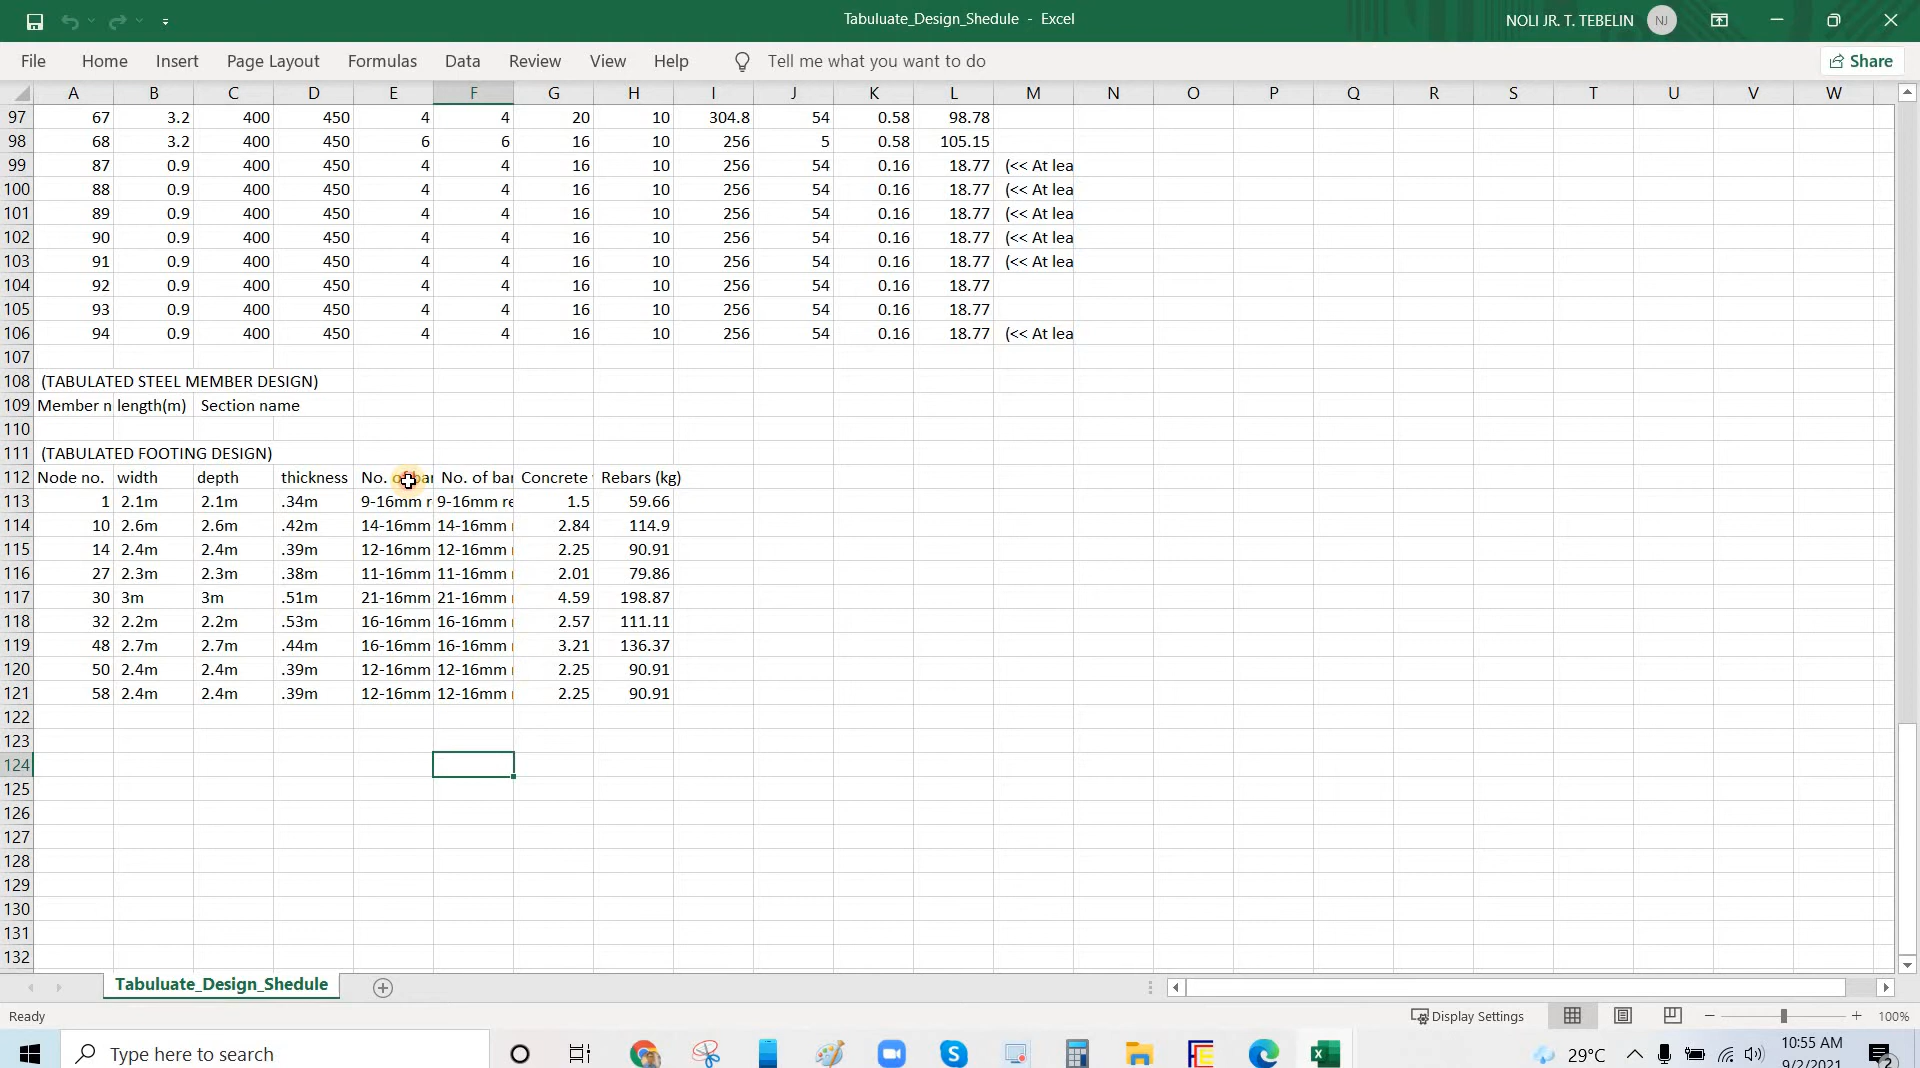 Tabuluate_Design_Shedule - Excel
NOLI JR. T. TEBELIN NJ
File Home Insert Page Layout Formulas Data Review View Help Tell me what you want to do Share
A B C D E F G H I J K L M N O P Q R S T U V W
97 67 3.2 400 450 4 4 20 10 304.8 54 0.58 98.78
98 68 3.2 400 450 6 6 16 10 256 5 0.58 105.15
99 87 0.9 400 450 4 4 16 10 256 54 0.16 18.77 (<< At lea
100 88 0.9 400 450 4 4 16 10 256 54 0.16 18.77 (<< At lea
101 89 0.9 400 450 4 4 16 10 256 54 0.16 18.77 (<< At lea
102 90 0.9 400 450 4 4 16 10 256 54 0.16 18.77 (<< At lea
103 91 0.9 400 450 4 4 16 10 256 54 0.16 18.77 (<< At lea
104 92 0.9 400 450 4 4 16 10 256 54 0.16 18.77
105 93 0.9 400 450 4 4 16 10 256 54 0.16 18.77
106 94 0.9 400 450 4 4 16 10 256 54 0.16 18.77 (<< At lea
107
108 (TABULATED STEEL MEMBER DESIGN)
109 Member n length(m) Section name
110
111 (TABULATED FOOTING DESIGN)
112 Node no. width depth thickness No. of bar No. of bar Concrete Rebars (kg)
113 1 2.1m 2.1m .34m 9-16mm r 9-16mm re 1.5 59.66
114 10 2.6m 2.6m .42m 14-16mm 14-16mm 2.84 114.9
115 14 2.4m 2.4m .39m 12-16mm 12-16mm 2.25 90.91
116 27 2.3m 2.3m .38m 11-16mm 11-16mm 2.01 79.86
117 30 3m 3m .51m 21-16mm 21-16mm 4.59 198.87
118 32 2.2m 2.2m .53m 16-16mm 16-16mm 2.57 111.11
119 48 2.7m 2.7m .44m 16-16mm 16-16mm 3.21 136.37
120 50 2.4m 2.4m .39m 12-16mm 12-16mm 2.25 90.91
121 58 2.4m 2.4m .39m 12-16mm 12-16mm 2.25 90.91
122
123
124
125
126
127
128
129
130
131
132
Tabuluate_Design_Shedule
Ready Display Settings 100%
Type here to search 29°C 10:55 AM
9/2/2021 2